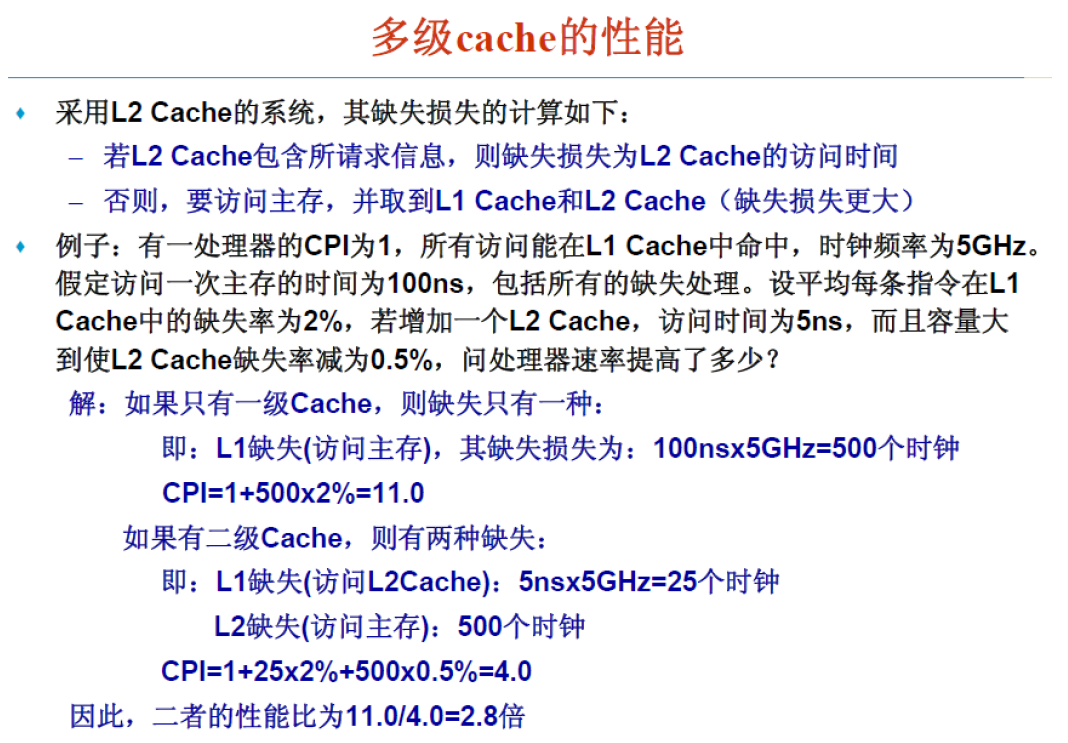 多级cache的性能
采用L2 Cache的系统，其缺失损失的计算如下：
– 若L2 Cache包含所请求信息，则缺失损失为L2 Cache的访问时间
– 否则，要访问主存，并取到L1 Cache和L2 Cache（缺失损失更大）
例子：有一处理器的CPI为1，所有访问能在L1 Cache中命中，时钟频率为5GHz。
假定访问一次主存的时间为100ns，包括所有的缺失处理。设平均每条指令在L1
Cache中的缺失率为2%，若增加一个L2 Cache，访问时间为5ns，而且容量大
到使L2 Cache缺失率减为0.5%，问处理器速率提高了多少？
解：如果只有一级Cache，则缺失只有一种：
即：L1缺失(访问主存)，其缺失损失为：100nsx5GHz=500个时钟
CPI=1+500x2%=11.0
如果有二级Cache，则有两种缺失：
即：L1缺失(访问L2Cache)：5nsx5GHz=25个时钟
L2缺失(访问主存)：500个时钟
CPI=1+25x2%+500x0.5%=4.0
因此，二者的性能比为11.0/4.0=2.8倍